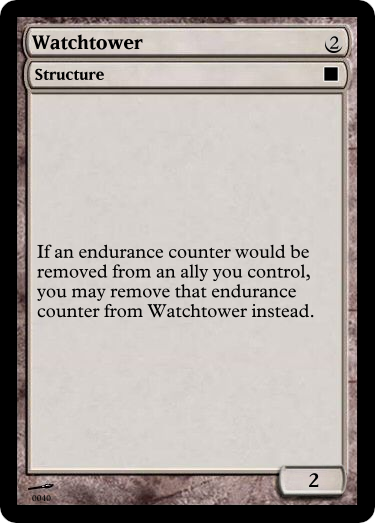 Watchtower 2
Structure
If an endurance counter would be
removed from an ally you control,
you may remove that endurance
counter from Watchtower instead.
2
0040